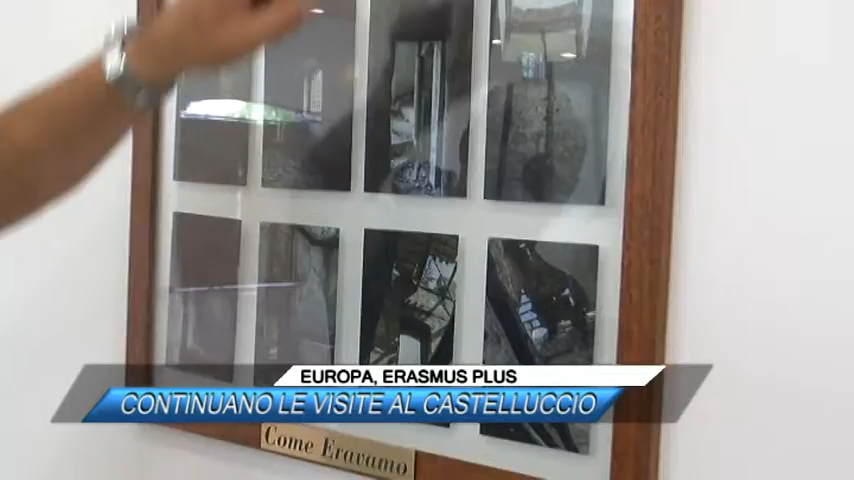 EUROPA, ERASMUS PLUS
CONTINUANO LE VISITE AL CASTELLUCCIO
Come Eravamo